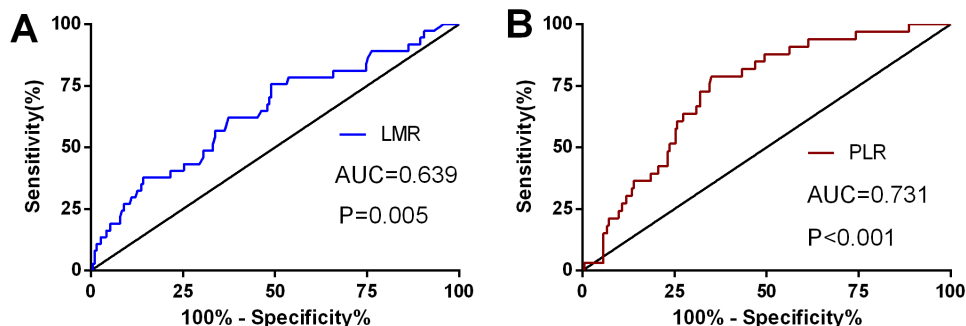 A
Sensitivity(%)
100
75
50
25
0
0 25 50 75 100
100% - Specificity%
LMR
AUC=0.639
P=0.005
B
Sensitivity(%)
100
75
50
25
0
0 25 50 75 100
100% - Specificity%
PLR
AUC=0.731
P<0.001